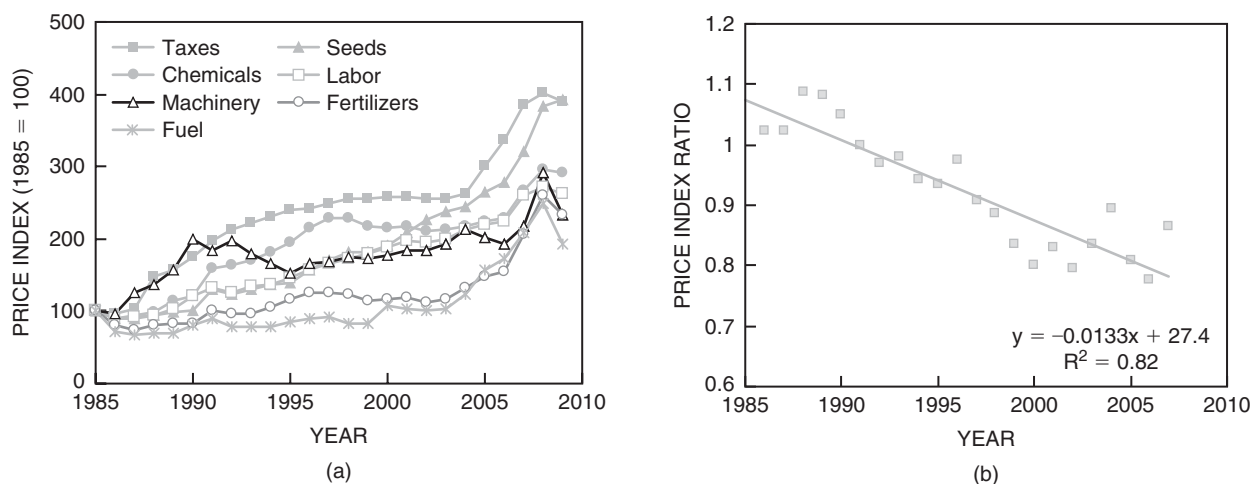 500
400
300
200
100
0
PRICE INDEX (1985 = 100)
Taxes
Chemicals
Machinery
Fuel
Seeds
Labor
Fertilizers
1985 1990 1995 2000 2005 2010
YEAR
(a)
1.2
1.1
1
0.9
0.8
0.7
0.6
PRICE INDEX RATIO
y = –0.0133x + 27.4
R² = 0.82
1985 1990 1995 2000 2005 2010
YEAR
(b)